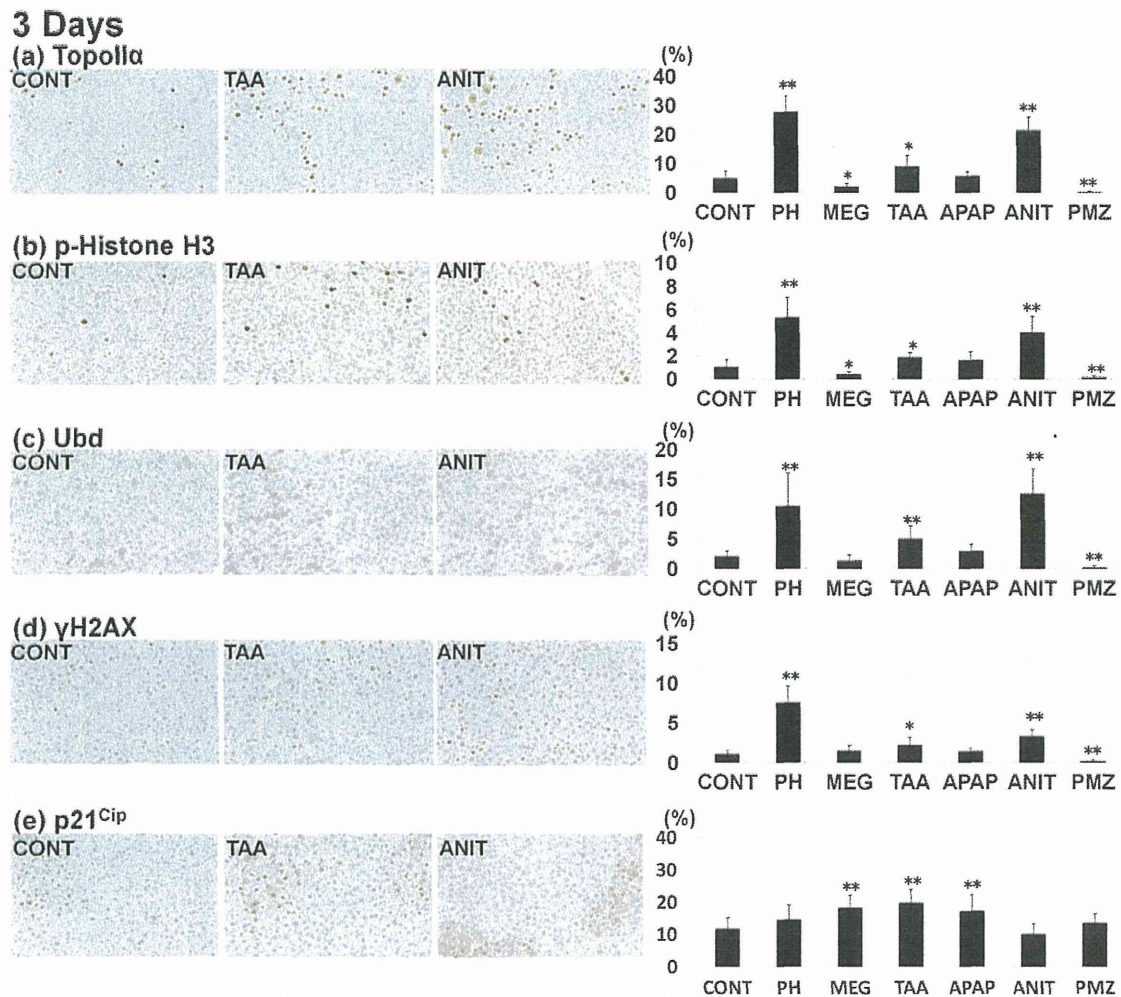 3 Days
(a) TopoIIα
CONT TAA ANIT
(%)
40
30
20
10
0
** * * ** **
CONT PH MEG TAA APAP ANIT PMZ
(b) p-Histone H3
CONT TAA ANIT
(%)
10
8
6
4
2
0
** * * ** **
CONT PH MEG TAA APAP ANIT PMZ
(c) Ubd
CONT TAA ANIT
(%)
20
15
10
5
0
** ** ** **
CONT PH MEG TAA APAP ANIT PMZ
(d) γH2AX
CONT TAA ANIT
(%)
15
10
5
0
** * ** **
CONT PH MEG TAA APAP ANIT PMZ
(e) p21Cip
CONT TAA ANIT
(%)
40
30
20
10
0
** ** **
CONT PH MEG TAA APAP ANIT PMZ